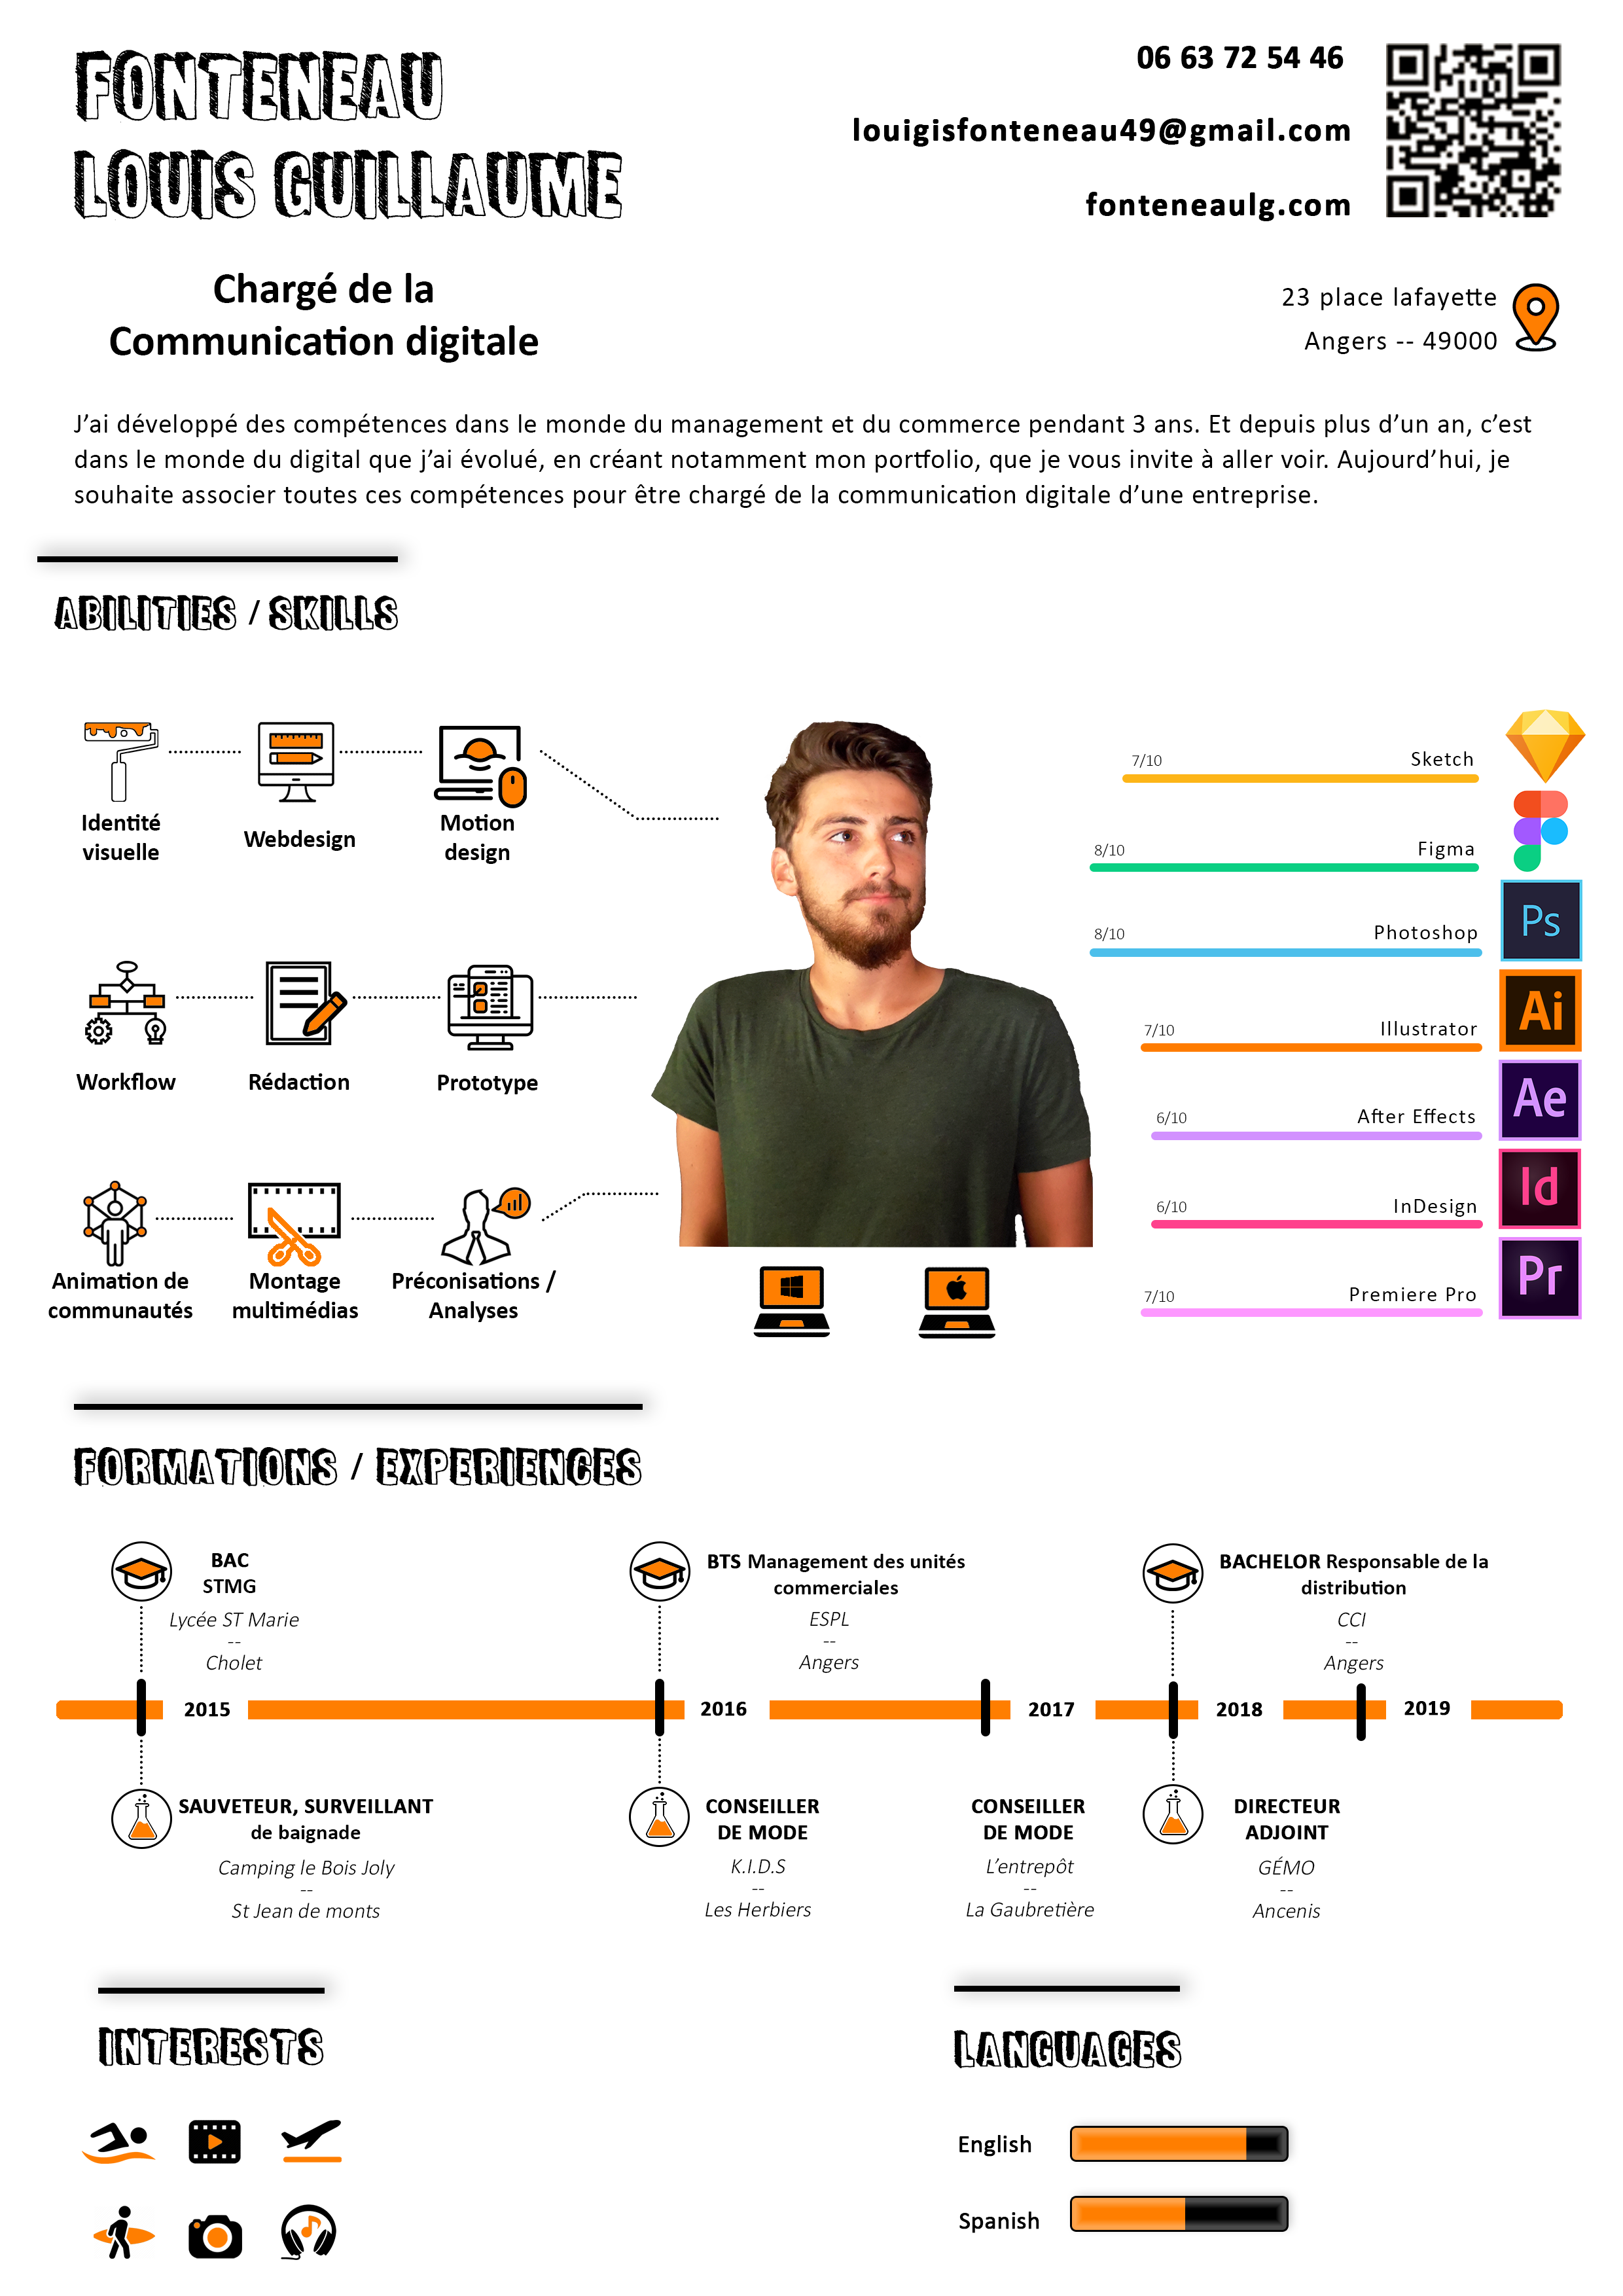 FONTENEAU
LOUIS GUILLAUME
06 63 72 54 46
louigisfonteneau49@gmail.com
fonteneaulg.com
Chargé de la
Communication digitale
23 place lafayette
Angers -- 49000
J'ai développé des compétences dans le monde du management et du commerce pendant 3 ans. Et depuis plus d'un an, c'est
dans le monde du digital que j'ai évolué, en créant notamment mon portfolio, que je vous invite à aller voir. Aujourd'hui, je
souhaite associer toutes ces compétences pour être chargé de la communication digitale d'une entreprise.
ABILITIES / SKILLS
Identité
visuelle
Webdesign
Motion
design
Workflow
Rédaction
Prototype
Animation de
communautés
Montage
multimédias
Préconisations /
Analyses
7/10 Sketch
8/10 Figma
8/10 Photoshop Ps
7/10 Illustrator Ai
6/10 After Effects Ae
6/10 InDesign Id
7/10 Premiere Pro Pr
FORMATIONS / EXPERIENCES
BAC
STMG
Lycée ST Marie
--
Cholet
BTS Management des unités
commerciales
ESPL
--
Angers
BACHELOR Responsable de la
distribution
CCI
--
Angers
2015 2016 2017 2018 2019
SAUVETEUR, SURVEILLANT
de baignade
Camping le Bois Joly
--
St Jean de monts
CONSEILLER
DE MODE
K.I.D.S
--
Les Herbiers
CONSEILLER
DE MODE
L'entrepôt
--
La Gaubretière
DIRECTEUR
ADJOINT
GÉMO
--
Ancenis
INTERESTS
LANGUAGES
English
Spanish